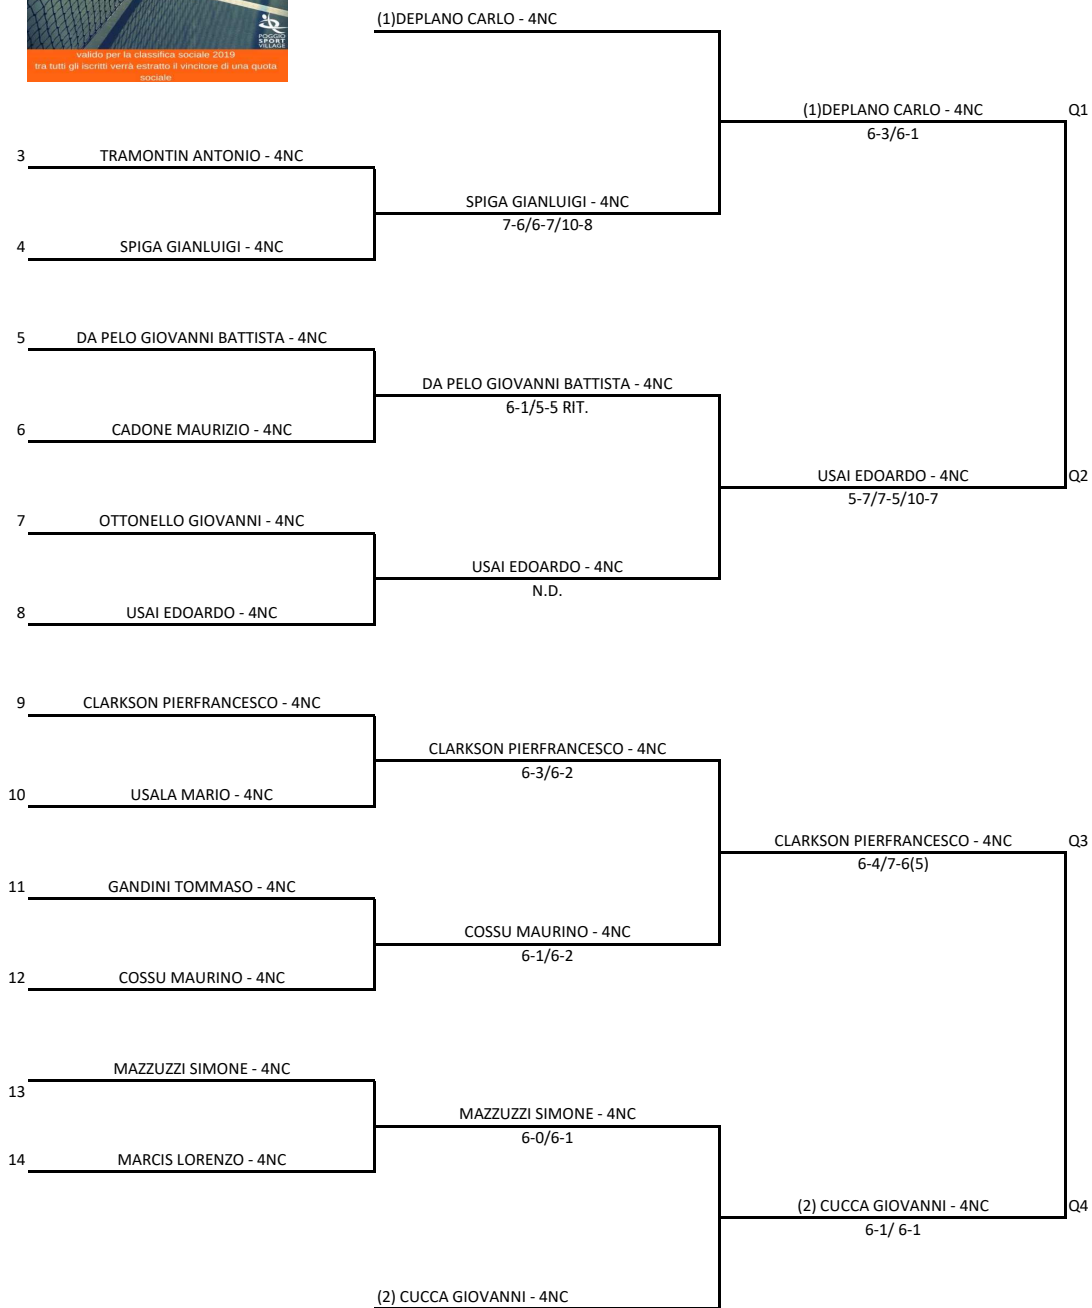 (1)DEPLANO CARLO - 4NC
POGGIO
SPORT
VILLAGE
valido per la classifica sociale 2019
tra tutti gli iscritti verrà estratto il vincitore di una quota
sociale
(1)DEPLANO CARLO - 4NC Q1
6-3/6-1
3 TRAMONTIN ANTONIO - 4NC
SPIGA GIANLUIGI - 4NC
7-6/6-7/10-8
4 SPIGA GIANLUIGI - 4NC
5 DA PELO GIOVANNI BATTISTA - 4NC
DA PELO GIOVANNI BATTISTA - 4NC
6-1/5-5 RIT.
6 CADONE MAURIZIO - 4NC
USAI EDOARDO - 4NC Q2
5-7/7-5/10-7
7 OTTONELLO GIOVANNI - 4NC
USAI EDOARDO - 4NC
N.D.
8 USAI EDOARDO - 4NC
9 CLARKSON PIERFRANCESCO - 4NC
CLARKSON PIERFRANCESCO - 4NC
6-3/6-2
10 USALA MARIO - 4NC
CLARKSON PIERFRANCESCO - 4NC Q3
6-4/7-6(5)
11 GANDINI TOMMASO - 4NC
COSSU MAURINO - 4NC
6-1/6-2
12 COSSU MAURINO - 4NC
MAZZUZZI SIMONE - 4NC
13
MAZZUZZI SIMONE - 4NC
6-0/6-1
14 MARCIS LORENZO - 4NC
(2) CUCCA GIOVANNI - 4NC Q4
6-1/ 6-1
(2) CUCCA GIOVANNI - 4NC